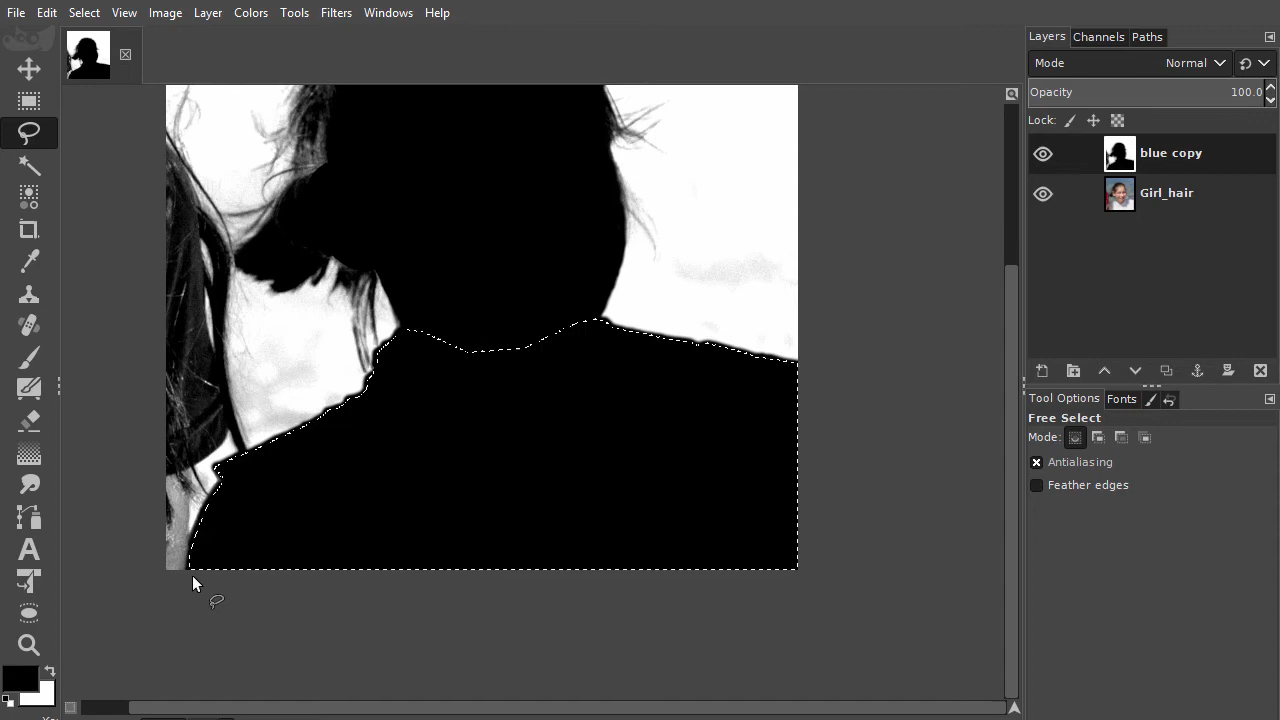 File Edit Select View Image Layer Colors Tools Filters Windows Help
Layers Channels Paths
Mode Normal
Opacity 100.0
Lock:
blue copy
Girl_hair
Tool Options Fonts
Free Select
Mode:
Antialiasing
Feather edges